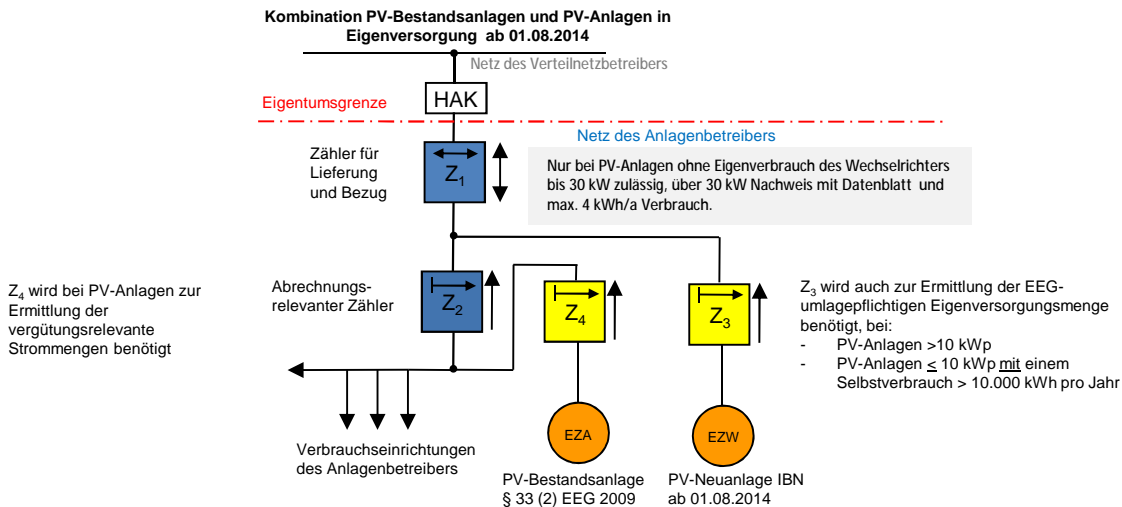 Kombination PV-Bestandsanlagen und PV-Anlagen in
Eigenversorgung ab 01.08.2014
Netz des Verteilnetzbetreibers
HAK
Eigentumsgrenze
Netz des Anlagenbetreibers
Zähler für
Lieferung
und Bezug
Z1
Nur bei PV-Anlagen ohne Eigenverbrauch des Wechselrichters
bis 30 kW zulässig, über 30 kW Nachweis mit Datenblatt und
max. 4 kWh/a Verbrauch.
Z4 wird bei PV-Anlagen zur
Ermittlung der
vergütungsrelevante
Strommengen benötigt
Abrechnungs-
relevanter Zähler
Z2
Z4
Z3
Z3 wird auch zur Ermittlung der EEG-
umlagepflichtigen Eigenversorgungsmenge
benötigt, bei:
- PV-Anlagen >10 kWp
- PV-Anlagen ≤ 10 kWp mit einem
Selbstverbrauch > 10.000 kWh pro Jahr
Verbrauchseinrichtungen
des Anlagenbetreibers
EZA
EZW
PV-Bestandsanlage
§ 33 (2) EEG 2009
PV-Neuanlage IBN
ab 01.08.2014